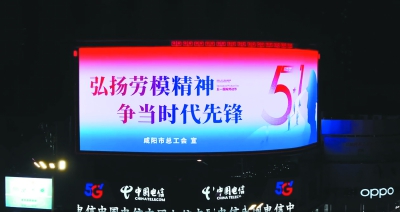 弘扬劳模精神
争当时代先锋
5.1
咸阳市总工会 宣
5G 中国电信 CHINA TELECOM 中国电信 CHINA TELECOM 5G
oppo